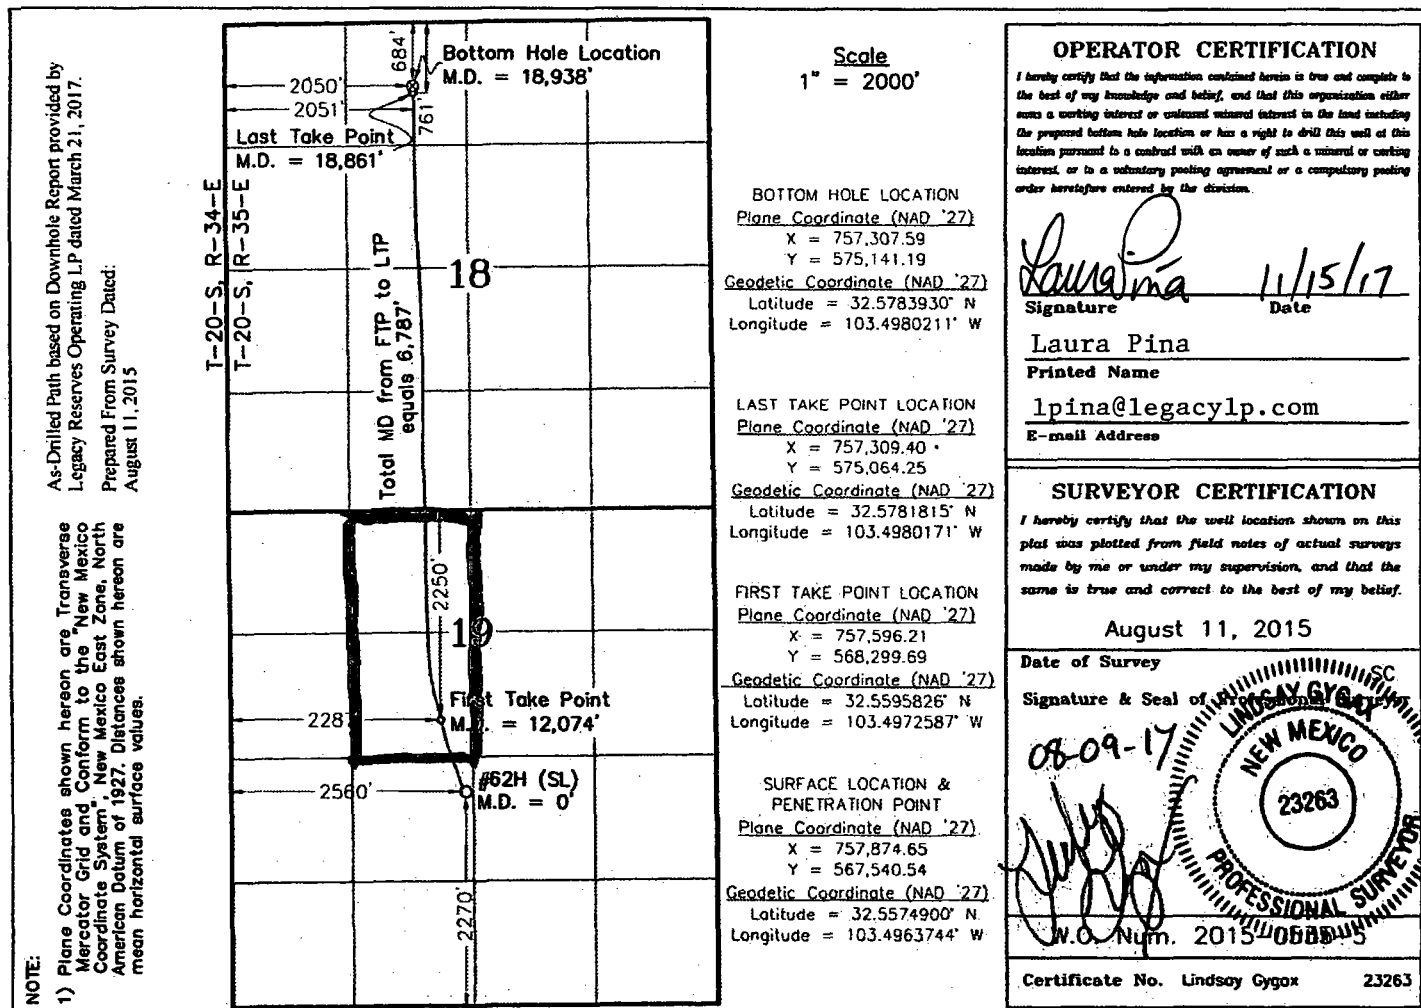 As-Drilled Path based on Downhole Report provided by
Legacy Reserves Operating LP dated March 21, 2017.
Prepared From Survey Dated:
August 11, 2015
NOTE:
1) Plane Coordinates shown hereon are Transverse
Mercator Grid and Conform to the "New Mexico
Coordinate System", New Mexico East Zone, North
American Datum of 1927. Distances shown hereon are
mean horizontal surface values.
T-20-S, R-34-E
T-20-S, R-35-E
684'
Bottom Hole Location
M.D. = 18,938'
2050'
2051'
761'
Last Take Point
M.D. = 18,861'
18
Total MD from FTP to LTP
equals 6,787'
2250'
19
First Take Point
M.D. = 12,074'
2287
#62H (SL)
M.D. = 0'
2560'
2270'
Scale
1" = 2000'
BOTTOM HOLE LOCATION
Plane Coordinate (NAD '27)
X = 757,307.59
Y = 575,141.19
Geodetic Coordinate (NAD '27)
Latitude = 32.5783930° N
Longitude = 103.4980211° W
LAST TAKE POINT LOCATION
Plane Coordinate (NAD '27)
X = 757,309.40
Y = 575,064.25
Geodetic Coordinate (NAD '27)
Latitude = 32.5781815° N
Longitude = 103.4980171° W
FIRST TAKE POINT LOCATION
Plane Coordinate (NAD '27)
X = 757,596.21
Y = 568,299.69
Geodetic Coordinate (NAD '27)
Latitude = 32.5595826° N
Longitude = 103.4972587° W
SURFACE LOCATION &
PENETRATION POINT
Plane Coordinate (NAD '27)
X = 757,874.65
Y = 567,540.54
Geodetic Coordinate (NAD '27)
Latitude = 32.5574900° N
Longitude = 103.4963744° W
OPERATOR CERTIFICATION
I hereby certify that the information contained herein is true and complete to
the best of my knowledge and belief, and that this organization either
owns a working interest or unleased mineral interest in the land including
the proposed bottom hole location or has a right to drill this well at this
location pursuant to a contract with an owner of such a mineral or working
interest, or to a voluntary pooling agreement or a compulsory pooling
order heretofore entered by the division.
Laura Pina 11/15/17
Signature Date
Laura Pina
Printed Name
lpina@legacylp.com
E-mail Address
SURVEYOR CERTIFICATION
I hereby certify that the well location shown on this
plat was plotted from field notes of actual surveys
made by me or under my supervision, and that the
same is true and correct to the best of my belief.
August 11, 2015
Date of Survey
SC
Signature & Seal of Professional Surveyor
08-09-17
LINDSAY GYGAX
NEW MEXICO
23263
PROFESSIONAL SURVEYOR
W.O. Num. 2015-
Certificate No. Lindsay Gygax 23263